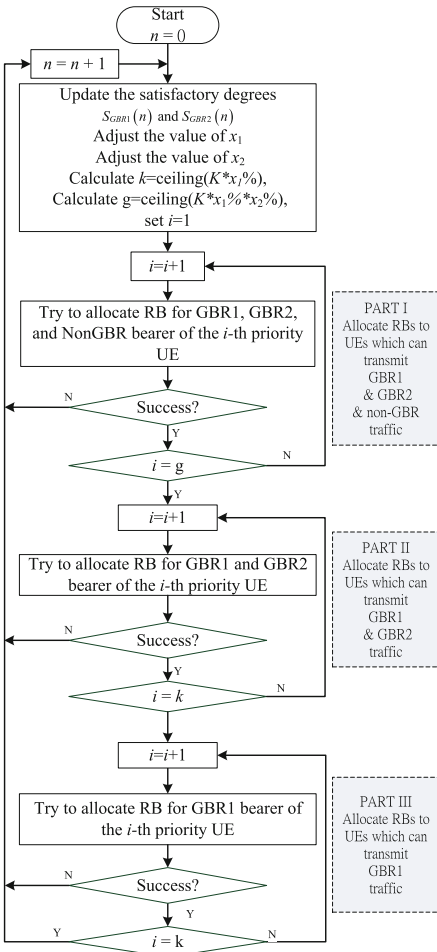 Start
n = 0
n = n + 1
Update the satisfactory degrees
S_GBR1(n) and S_GBR2(n)
Adjust the value of x₁
Adjust the value of x₂
Calculate k=ceiling(K*x₁%),
Calculate g=ceiling(K*x₁%*x₂%),
set i=1
i=i+1
Try to allocate RB for GBR1, GBR2,
and NonGBR bearer of the i-th priority
UE
PART I
Allocate RBs to
UEs which can
transmit
GBR1
& GBR2
& non-GBR
traffic
N
Success?
Y
N
i = g
Y
i=i+1
Try to allocate RB for GBR1 and GBR2
bearer of the i-th priority UE
PART II
Allocate RBs to
UEs which can
transmit
GBR1
& GBR2
traffic
N
Success?
Y
N
i = k
i=i+1
Try to allocate RB for GBR1 bearer of
the i-th priority UE
PART III
Allocate RBs to
UEs which can
transmit
GBR1
traffic
N
Success?
Y
Y
N
i = k